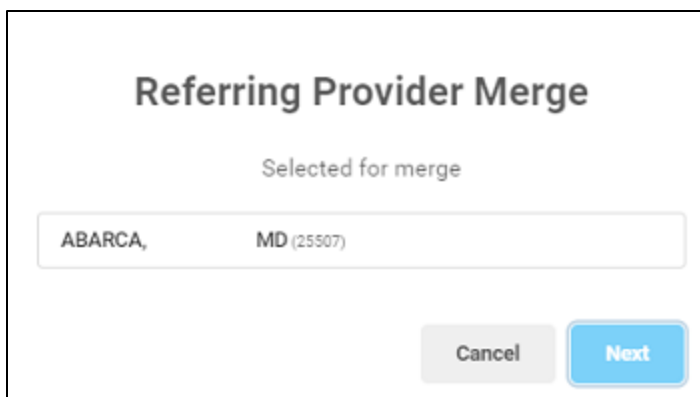 Referring Provider Merge
Selected for merge
ABARCA, MD (25507)
Cancel Next